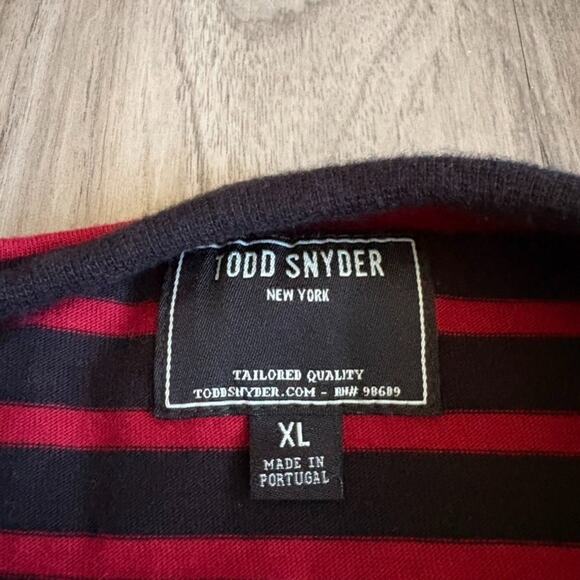 TODD SNYDER
NEW YORK
TAILORED QUALITY
TODDSNYDER.COM - RN# 98689
XL
MADE IN
PORTUGAL